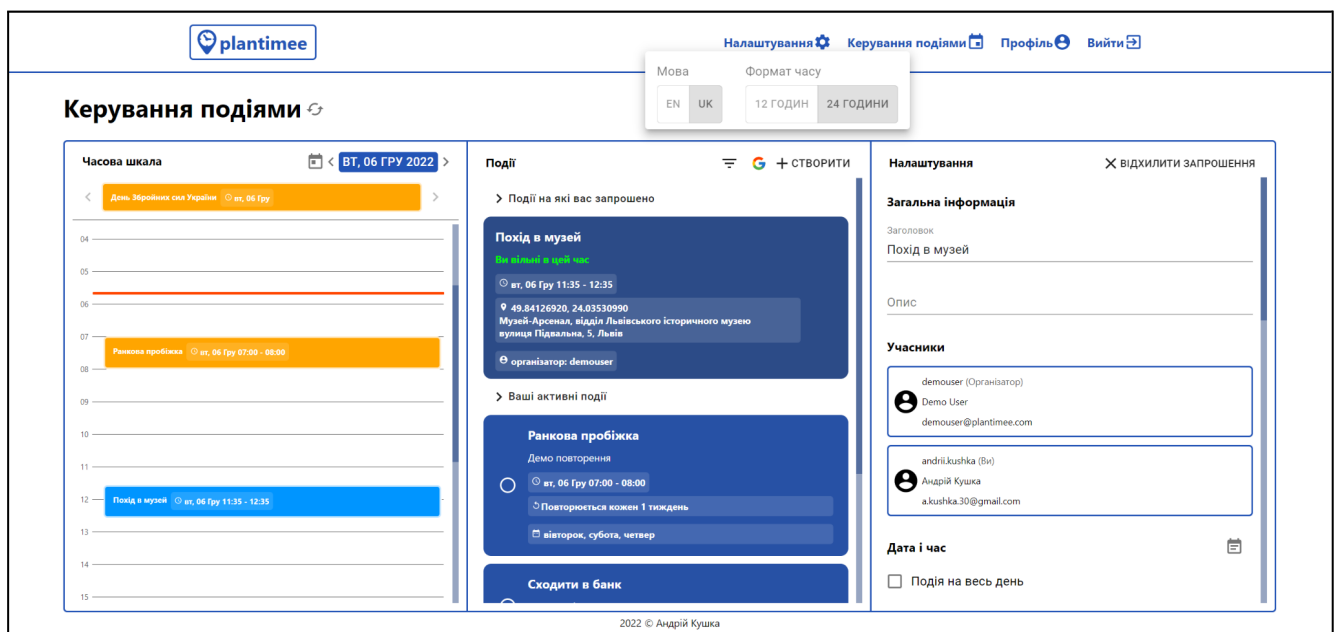 plantimee
Налаштування Керування подіями Профіль Вийти
Мова Формат часу
EN UK 12 ГОДИН 24 ГОДИНИ
Керування подіями
Часова шкала
ВТ, 06 ГРУ 2022
День Збройних сил України вт, 06 Гру
04
05
06
07
Ранкова пробіжка вт, 06 Гру 07:00 - 08:00
08
09
10
11
12
Похід в музей вт, 06 Гру 11:35 - 12:35
13
14
15
Події
СТВОРИТИ
Події на які вас запрошено
Похід в музей
Ви вільні в цей час
вт, 06 Гру 11:35 - 12:35
49.84126920, 24.03530990
Музей-Арсенал, відділ Львівського історичного музею
вулиця Підвальна, 5, Львів
організатор: demouser
Ваші активні події
Ранкова пробіжка
Демо повторення
вт, 06 Гру 07:00 - 08:00
Повторюється кожен 1 тиждень
вівторок, субота, четвер
Сходити в банк
Налаштування
ВІДХИЛИТИ ЗАПРОШЕННЯ
Загальна інформація
Заголовок
Похід в музей
Опис
Учасники
demouser (Організатор)
Demo User
demouser@plantimee.com
andrii.kushka (Ви)
Андрій Кушка
a.kushka.30@gmail.com
Дата і час
Подія на весь день
2022 © Андрій Кушка